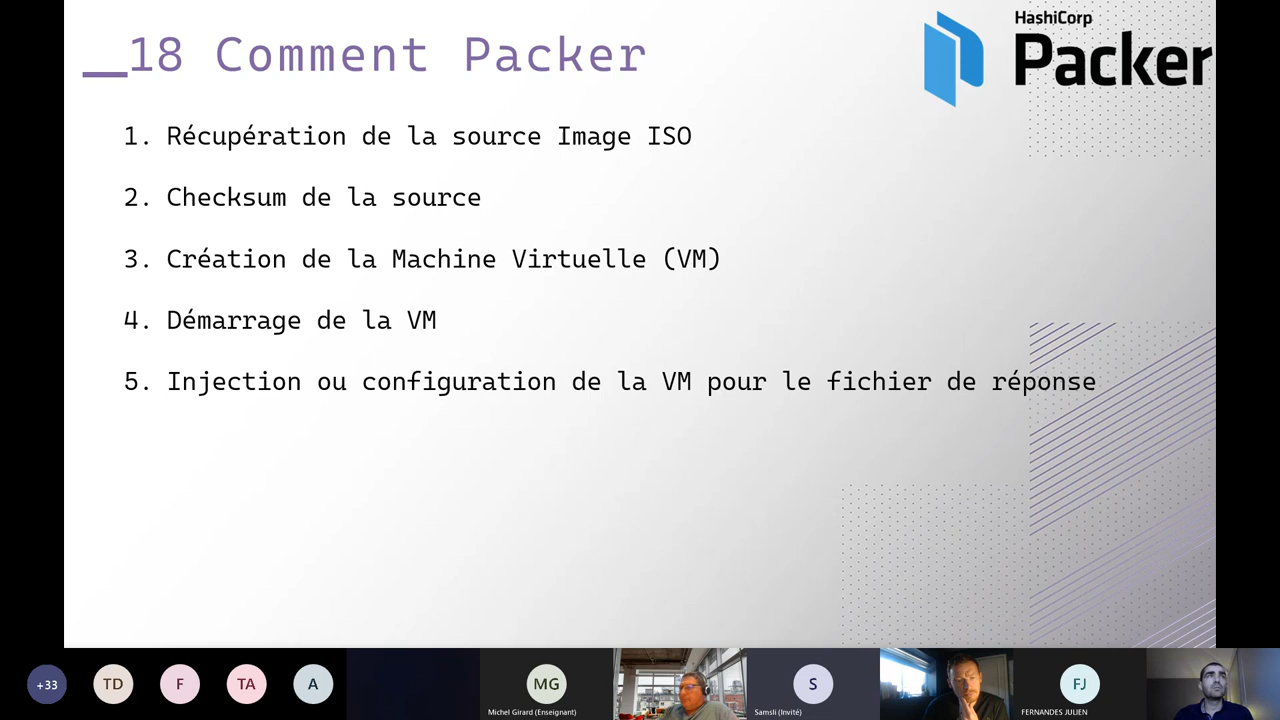 HashiCorp
Packer
__18 Comment Packer
1. Récupération de la source Image ISO
2. Checksum de la source
3. Création de la Machine Virtuelle (VM)
4. Démarrage de la VM
5. Injection ou configuration de la VM pour le fichier de réponse
+33
TD
F
TA
A
MG
Michel Girard (Enseignant)
S
Samsli (Invité)
FJ
FERNANDES JULIEN